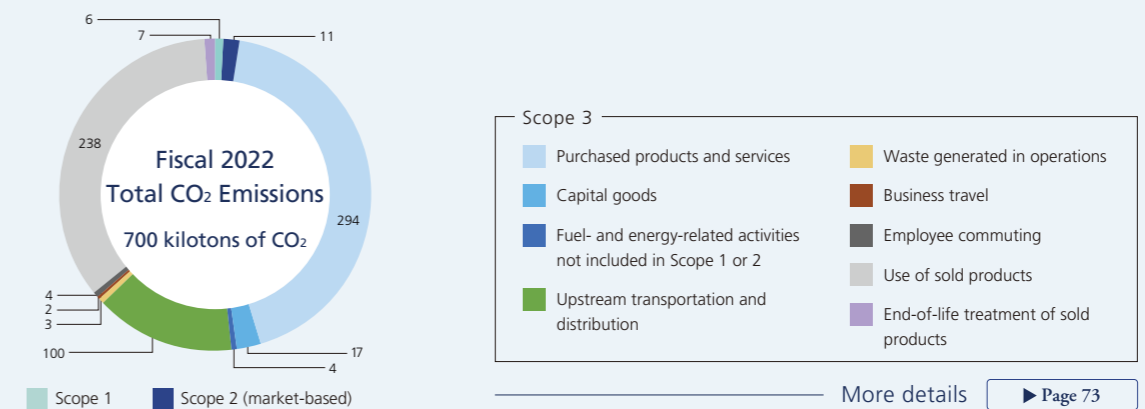 6
7
11
238
Fiscal 2022
Total CO₂ Emissions
700 kilotons of CO₂
294
4
2
3
100
17
4
Scope 1
Scope 2 (market-based)
Scope 3
Purchased products and services
Capital goods
Fuel- and energy-related activities
not included in Scope 1 or 2
Upstream transportation and
distribution
Waste generated in operations
Business travel
Employee commuting
Use of sold products
End-of-life treatment of sold
products
More details
▶ Page 73